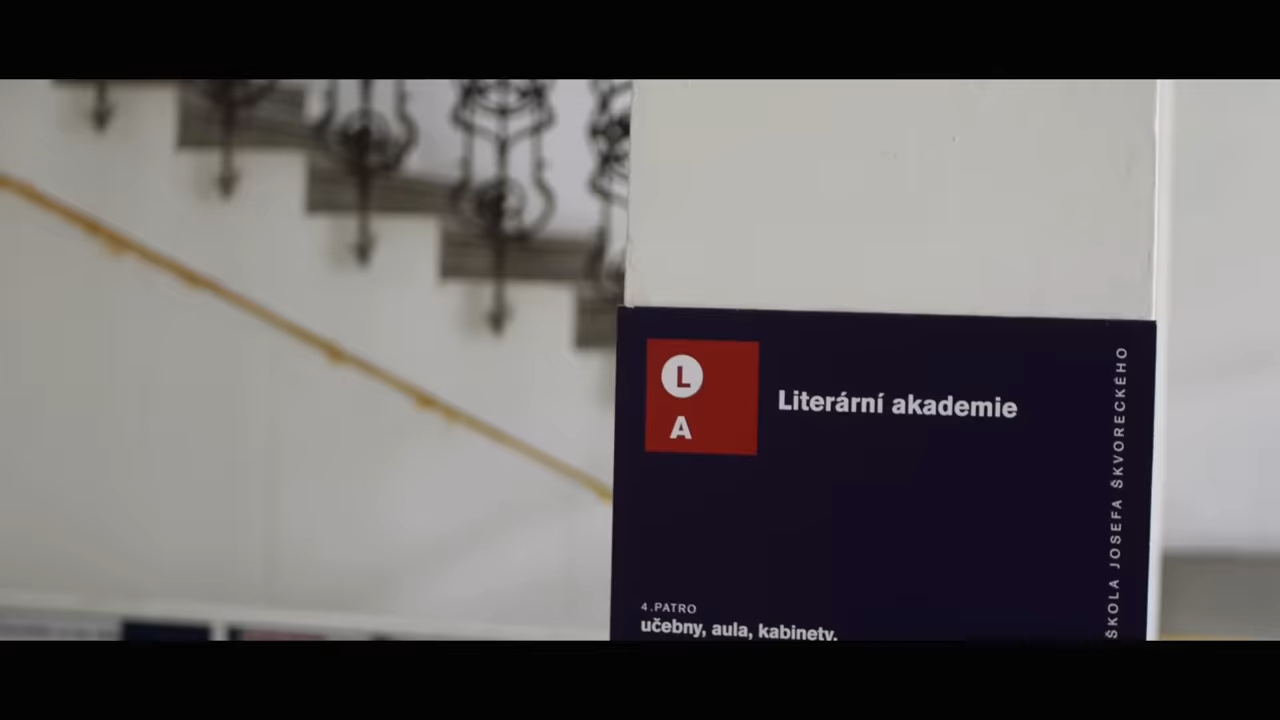 L
A
Literární akademie
ŠKOLA JOSEFA ŠKVORECKÉHO
4.PATRO
učebny, aula, kabinety,